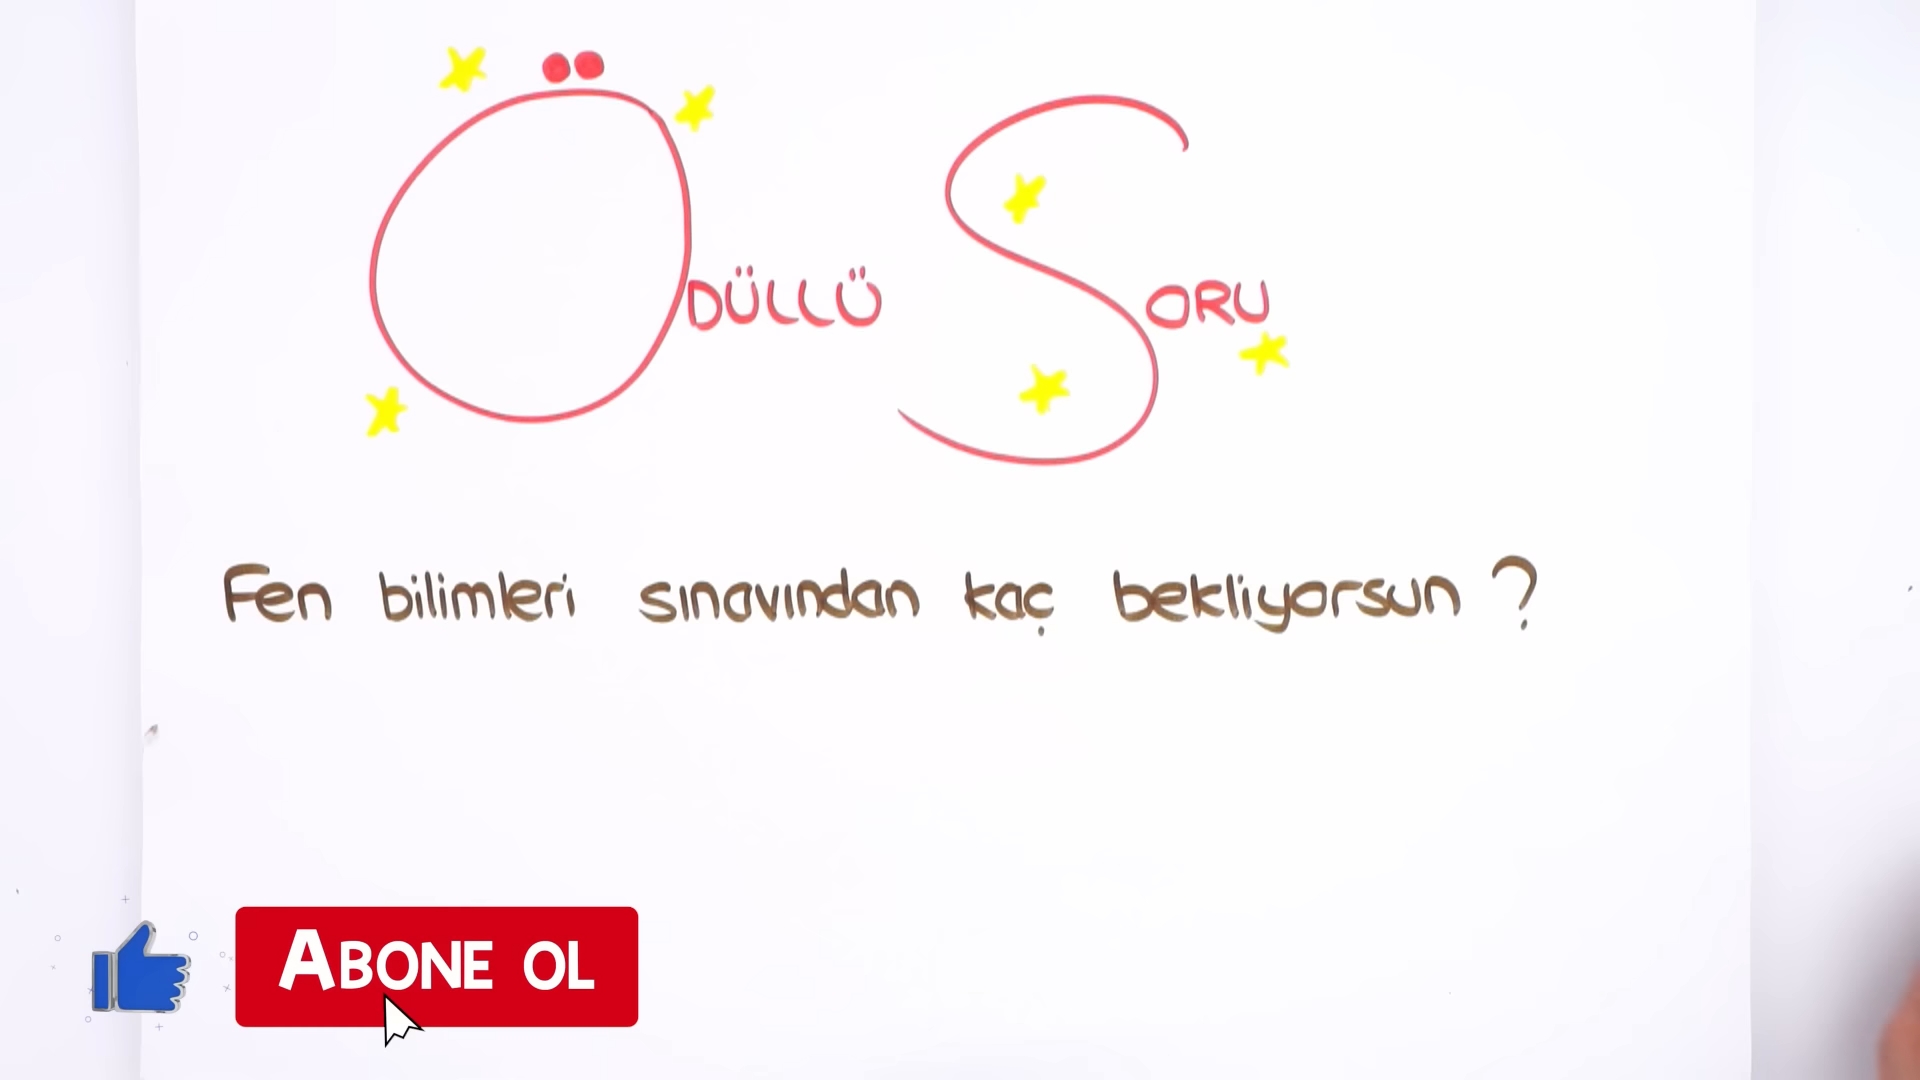 ÖDÜLLÜ SORU
Fen bilimleri sınavından kaç bekliyorsun ?
ABONE OL